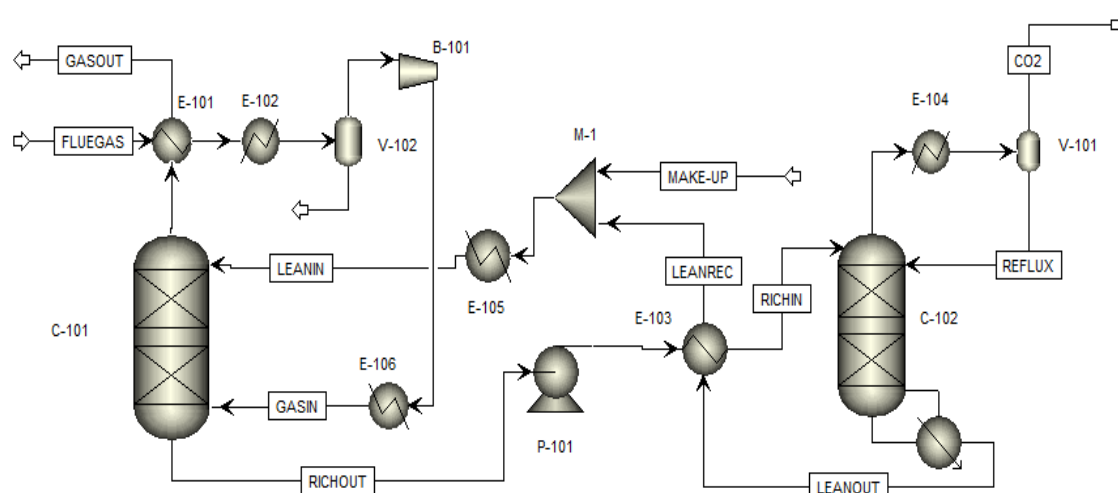 GASOUT
B-101
CO2
E-101
E-102
E-104
FLUEGAS
M-1
V-102
V-101
MAKE-UP
LEANIN
LEANREC
RICHIN
REFLUX
E-105
C-101
E-103
C-102
E-106
GASIN
P-101
RICHOUT
LEANOUT